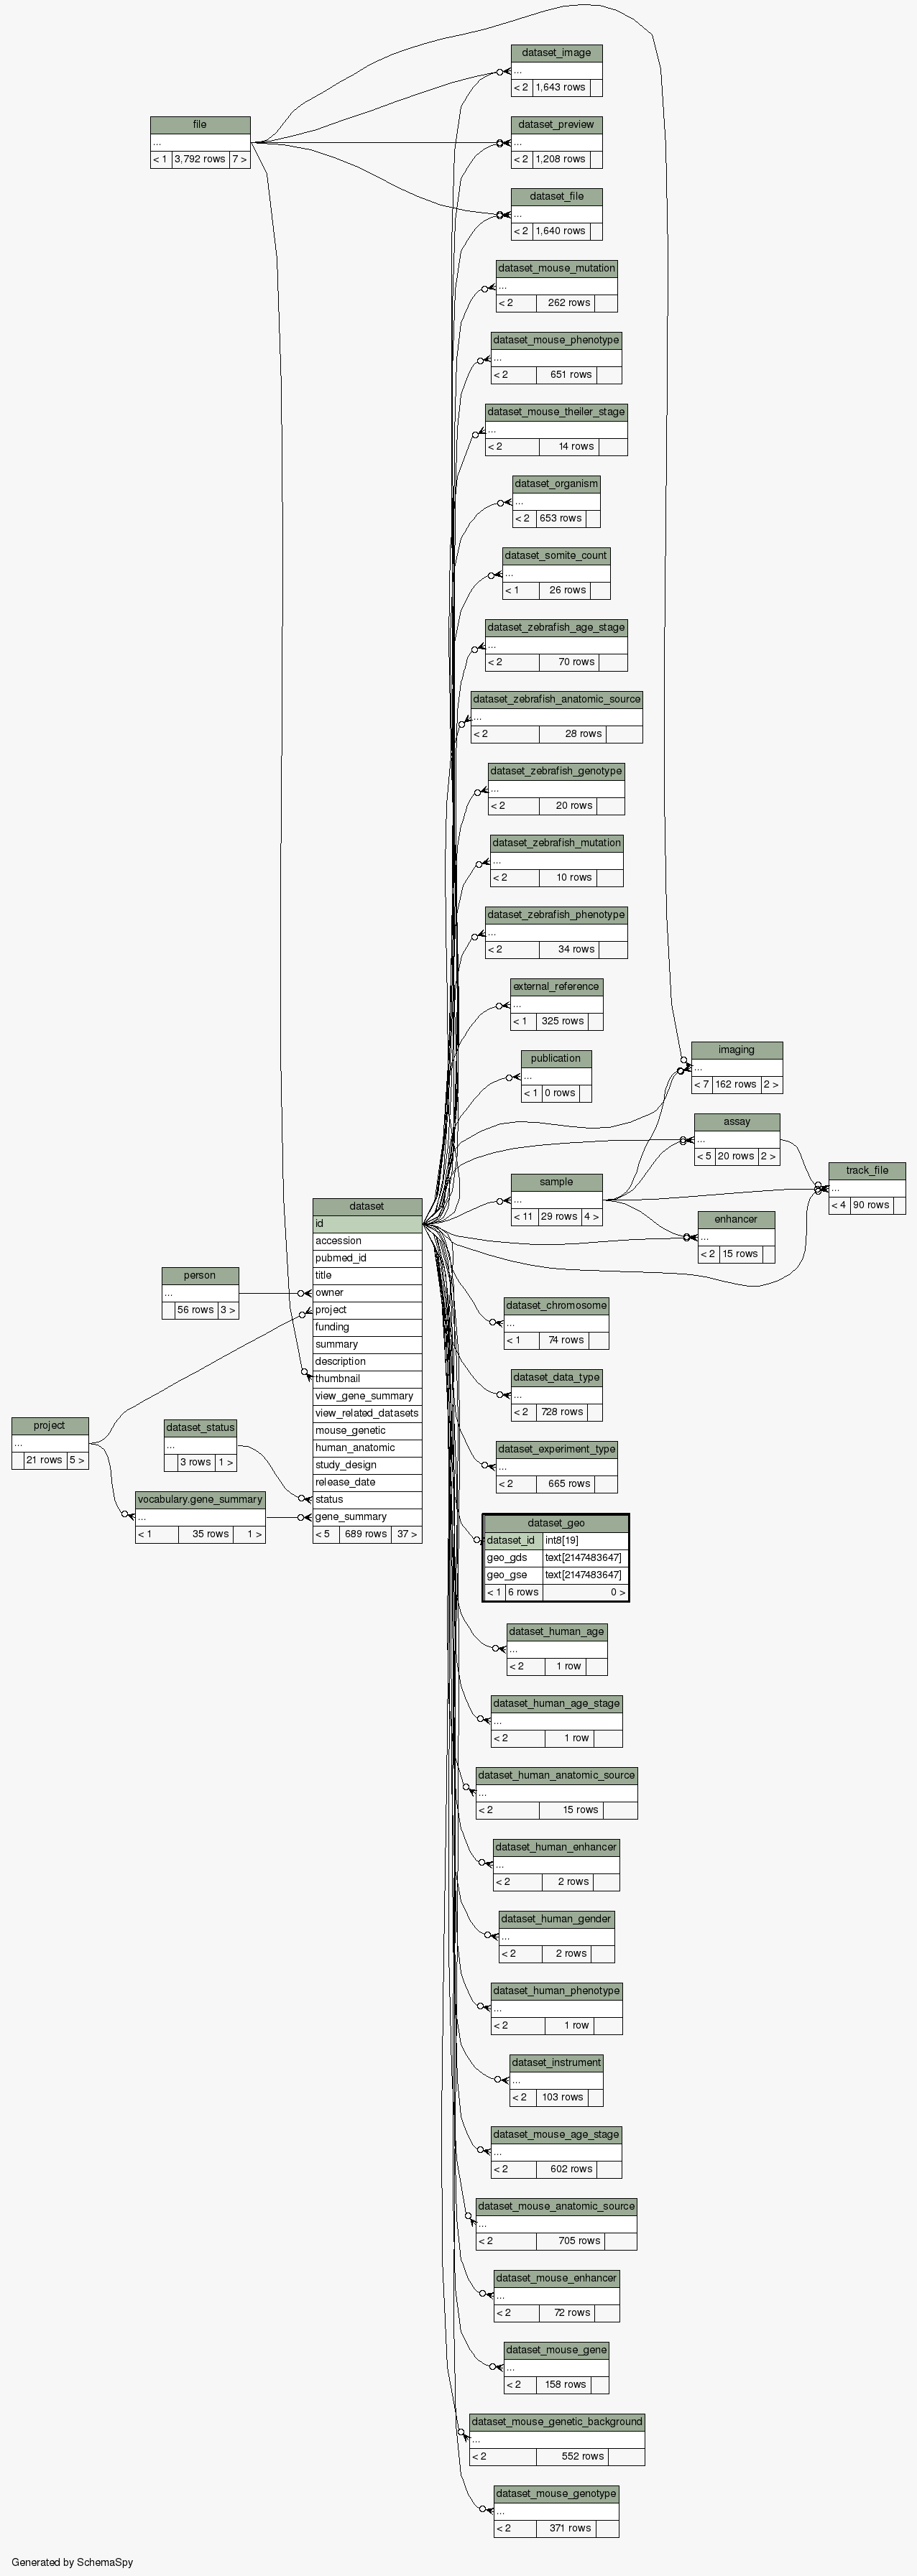 dataset_image
...
< 2 1,643 rows
file
...
< 1 3,792 rows 7 >
dataset_preview
...
< 2 1,208 rows
dataset_file
...
< 2 1,640 rows
dataset_mouse_mutation
...
< 2 262 rows
dataset_mouse_phenotype
...
< 2 651 rows
dataset_mouse_theiler_stage
...
< 2 14 rows
dataset_organism
...
< 2 653 rows
dataset_somite_count
...
< 1 26 rows
dataset_zebrafish_age_stage
...
< 2 70 rows
dataset_zebrafish_anatomic_source
...
< 2 28 rows
dataset_zebrafish_genotype
...
< 2 20 rows
dataset_zebrafish_mutation
...
< 2 10 rows
dataset_zebrafish_phenotype
...
< 2 34 rows
external_reference
...
< 1 325 rows
publication
...
< 1 0 rows
imaging
...
< 7 162 rows 2 >
assay
...
< 5 20 rows 2 >
track_file
...
< 4 90 rows
sample
...
< 11 29 rows 4 >
enhancer
...
< 2 15 rows
dataset
id
accession
pubmed_id
title
owner
project
funding
summary
description
thumbnail
view_gene_summary
view_related_datasets
mouse_genetic
human_anatomic
study_design
release_date
status
gene_summary
< 5 689 rows 37 >
person
...
56 rows 3 >
project
...
21 rows 5 >
dataset_status
...
3 rows 1 >
vocabulary.gene_summary
...
< 1 35 rows 1 >
dataset_chromosome
...
< 1 74 rows
dataset_data_type
...
< 2 728 rows
dataset_experiment_type
...
< 2 665 rows
dataset_geo
dataset_id int8[19]
geo_gds text[2147483647]
geo_gse text[2147483647]
< 1 6 rows 0 >
dataset_human_age
...
< 2 1 row
dataset_human_age_stage
...
< 2 1 row
dataset_human_anatomic_source
...
< 2 15 rows
dataset_human_enhancer
...
< 2 2 rows
dataset_human_gender
...
< 2 2 rows
dataset_human_phenotype
...
< 2 1 row
dataset_instrument
...
< 2 103 rows
dataset_mouse_age_stage
...
< 2 602 rows
dataset_mouse_anatomic_source
...
< 2 705 rows
dataset_mouse_enhancer
...
< 2 72 rows
dataset_mouse_gene
...
< 2 158 rows
dataset_mouse_genetic_background
...
< 2 552 rows
dataset_mouse_genotype
...
< 2 371 rows
Generated by SchemaSpy